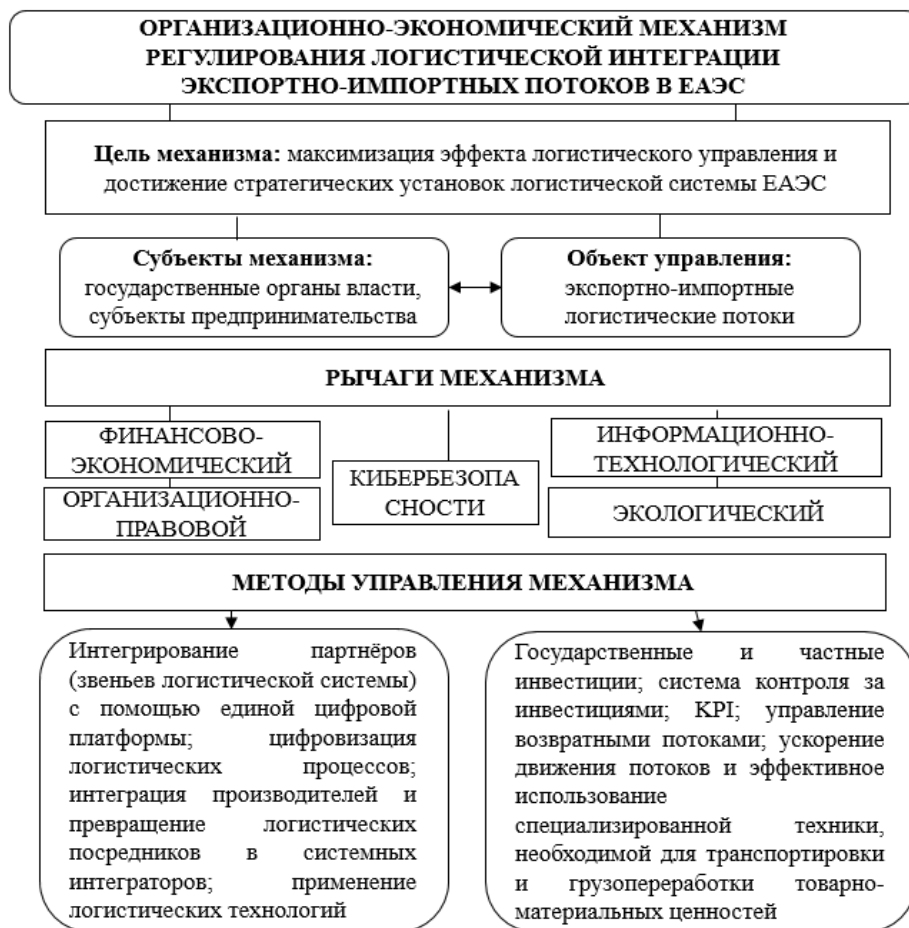 ОРГАНИЗАЦИОННО-ЭКОНОМИЧЕСКИЙ МЕХАНИЗМ
РЕГУЛИРОВАНИЯ ЛОГИСТИЧЕСКОЙ ИНТЕГРАЦИИ
ЭКСПОРТНО-ИМПОРТНЫХ ПОТОКОВ В ЕАЭС
Цель механизма: максимизация эффекта логистического управления и
достижение стратегических установок логистической системы ЕАЭС
Субъекты механизма:
государственные органы власти,
субъекты предпринимательства
Объект управления:
экспортно-импортные
логистические потоки
РЫЧАГИ МЕХАНИЗМА
ФИНАНСОВО-
ЭКОНОМИЧЕСКИЙ
ОРГАНИЗАЦИОННО-
ПРАВОВОЙ
КИБЕРБЕЗОПА
СНОСТИ
ИНФОРМАЦИОННО-
ТЕХНОЛОГИЧЕСКИЙ
ЭКОЛОГИЧЕСКИЙ
МЕТОДЫ УПРАВЛЕНИЯ МЕХАНИЗМА
Интегрирование партнёров
(звеньев логистической системы)
с помощью единой цифровой
платформы; цифровизация
логистических процессов;
интеграция производителей и
превращение логистических
посредников в системных
интеграторов; применение
логистических технологий
Государственные и частные
инвестиции; система контроля за
инвестициями; KPI; управление
возвратными потоками; ускорение
движения потоков и эффективное
использование
специализированной техники,
необходимой для транспортировки
и грузопереработки товарно-
материальных ценностей